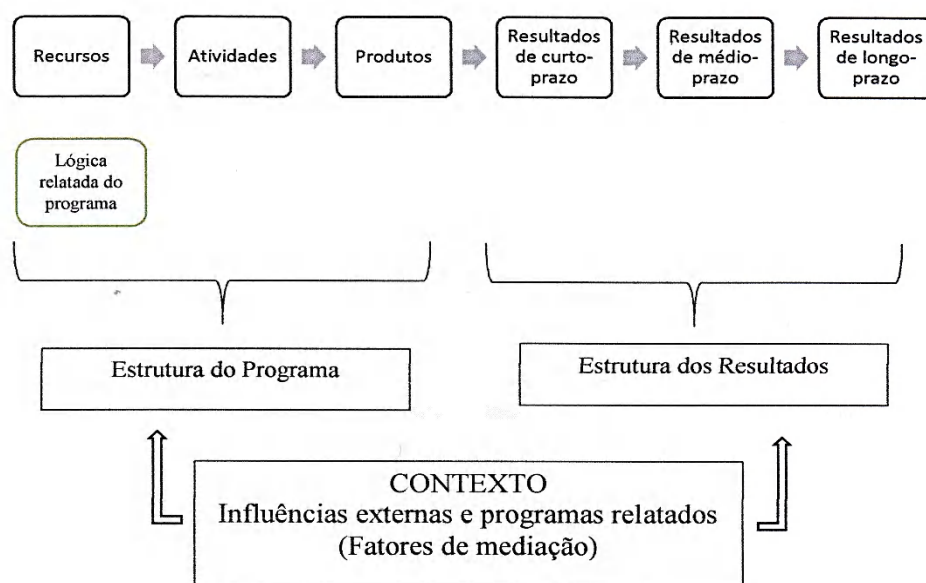 Recursos
Atividades
Produtos
Resultados
de curto-
prazo
Resultados
de médio-
prazo
Resultados
de longo-
prazo
Lógica
relatada do
programa
Estrutura do Programa
Estrutura dos Resultados
CONTEXTO
Influências externas e programas relatados
(Fatores de mediação)